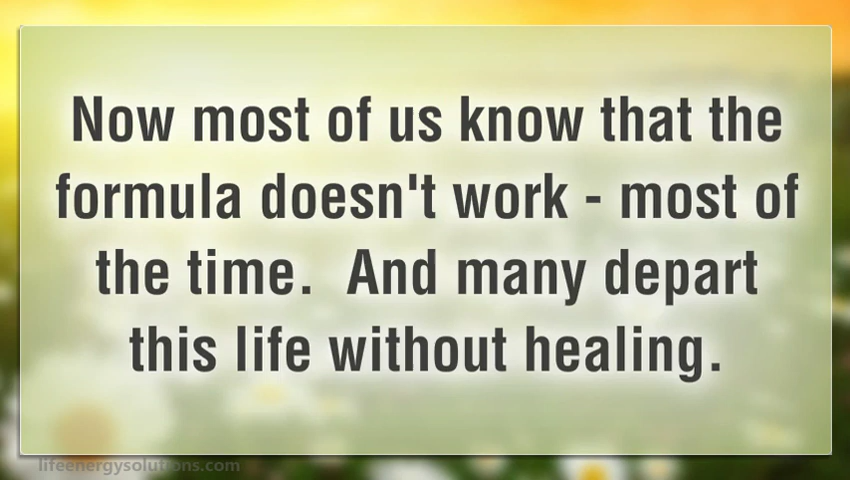 Now most of us know that the
formula doesn't work - most of
the time.  And many depart
this life without healing.
lifeenergysolutions.com